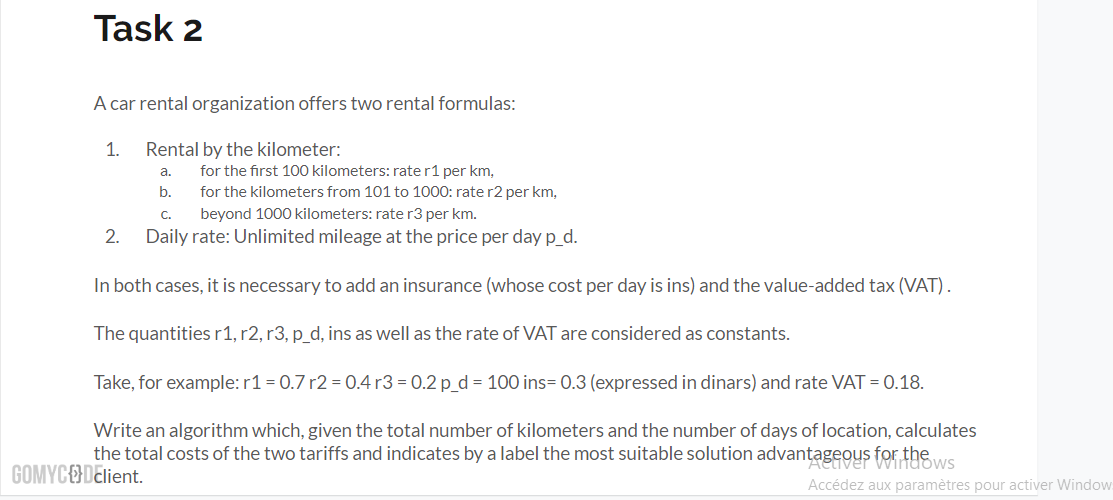 Task 2
A car rental organization offers two rental formulas:
1. Rental by the kilometer:
a. for the first 100 kilometers: rate r1 per km,
b. for the kilometers from 101 to 1000: rate r2 per km,
c. beyond 1000 kilometers: rate r3 per km.
2. Daily rate: Unlimited mileage at the price per day p_d.
In both cases, it is necessary to add an insurance (whose cost per day is ins) and the value-added tax (VAT) .
The quantities r1, r2, r3, p_d, ins as well as the rate of VAT are considered as constants.
Take, for example: r1 = 0.7 r2 = 0.4 r3 = 0.2 p_d = 100 ins= 0.3 (expressed in dinars) and rate VAT = 0.18.
Write an algorithm which, given the total number of kilometers and the number of days of location, calculates
the total costs of the two tariffs and indicates by a label the most suitable solution advantageous for the
client.
GOMYC{}DE
Activer Windows
Accédez aux paramètres pour activer Window